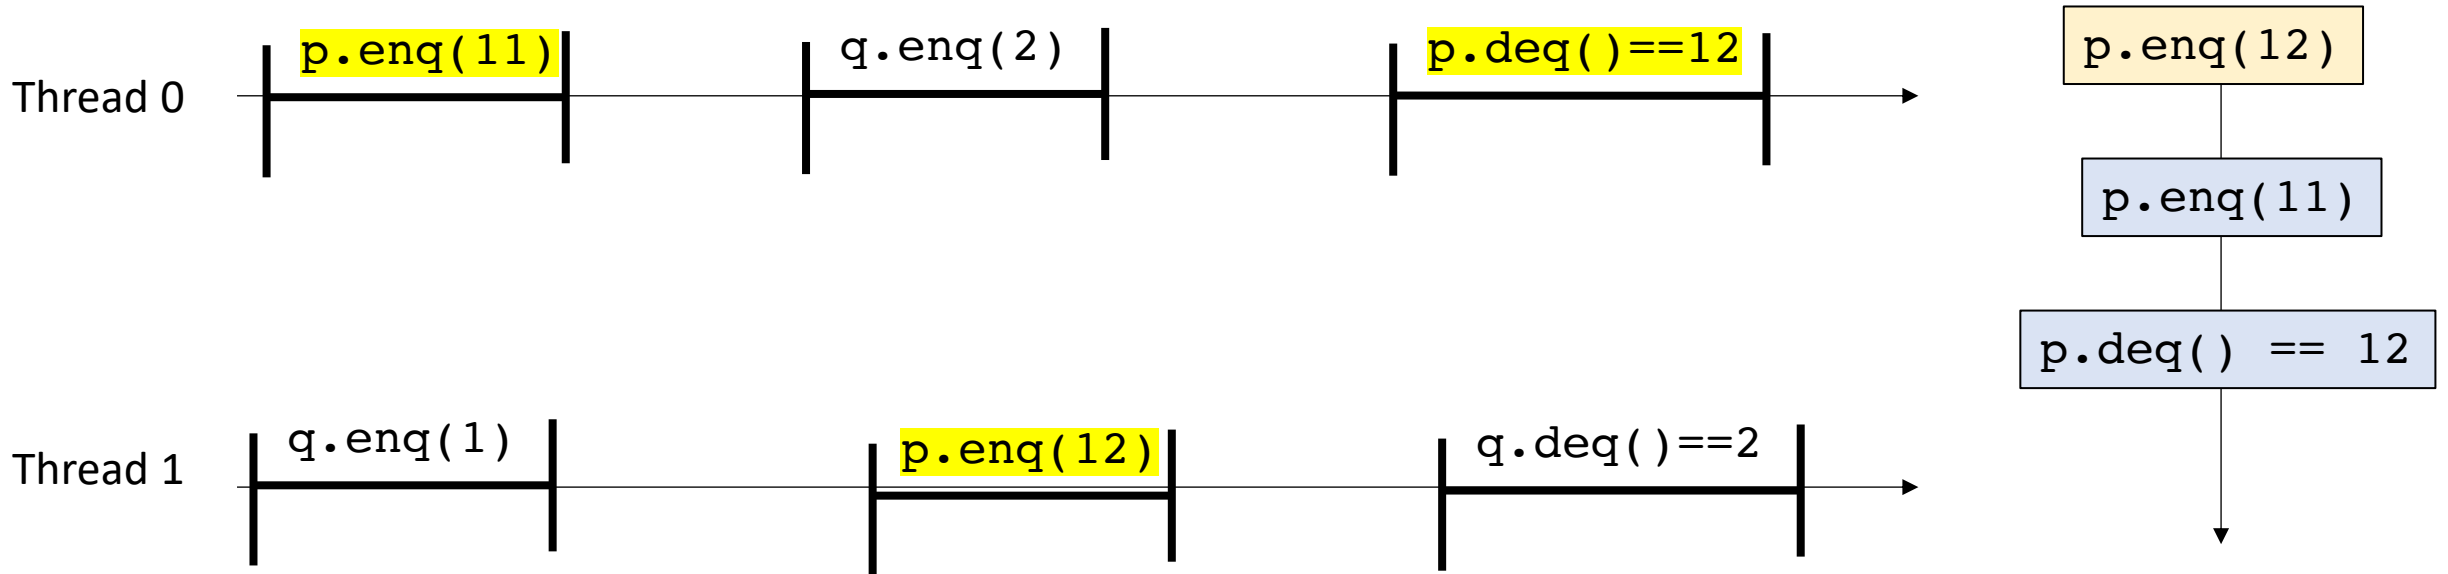 Thread 0
p.enq(11)
q.enq(2)
p.deq()==12
Thread 1
q.enq(1)
p.enq(12)
q.deq()==2
p.enq(12)
p.enq(11)
p.deq() == 12